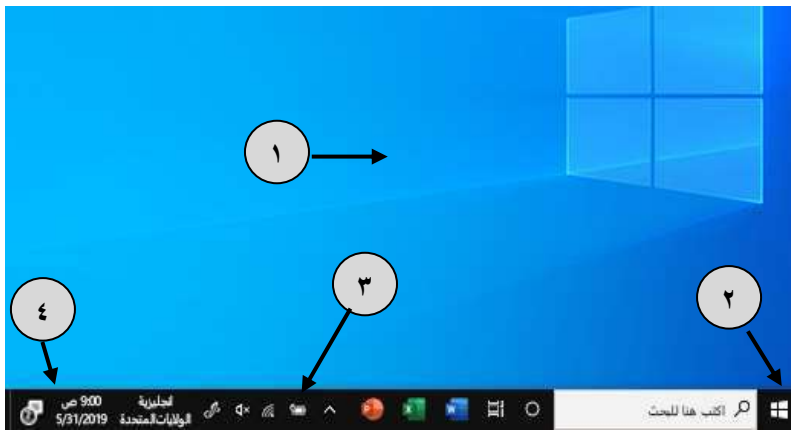 ١
٣
٢
٤
اكتب هنا للبحث
انجليزية
الولايات المتحدة
9:00 ص
5/31/2019